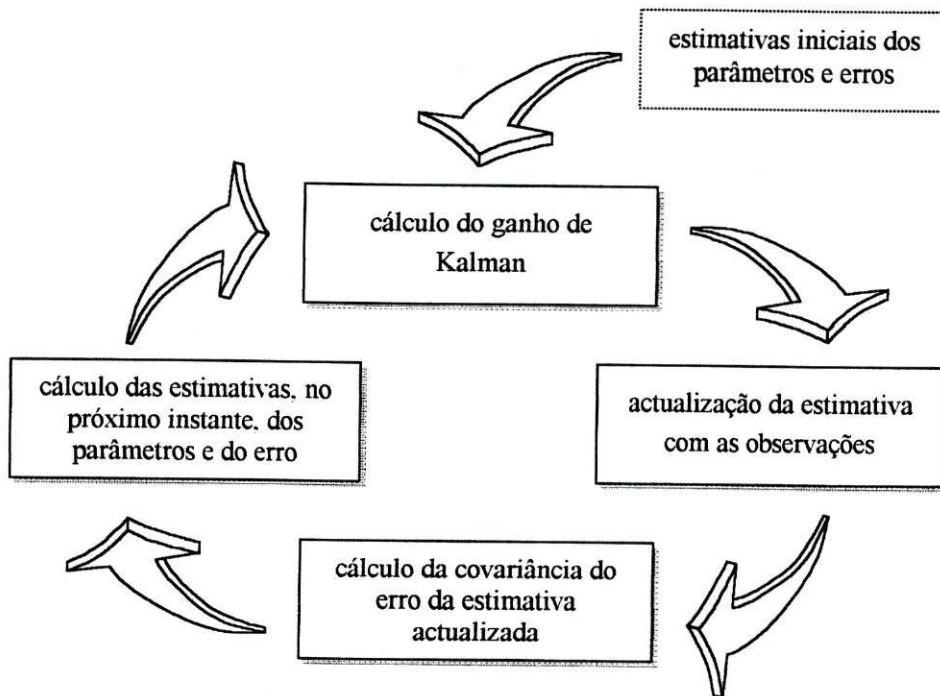 estimativas iniciais dos
parâmetros e erros
cálculo do ganho de
Kalman
actualização da estimativa
com as observações
cálculo da covariância do
erro da estimativa
actualizada
cálculo das estimativas, no
próximo instante, dos
parâmetros e do erro